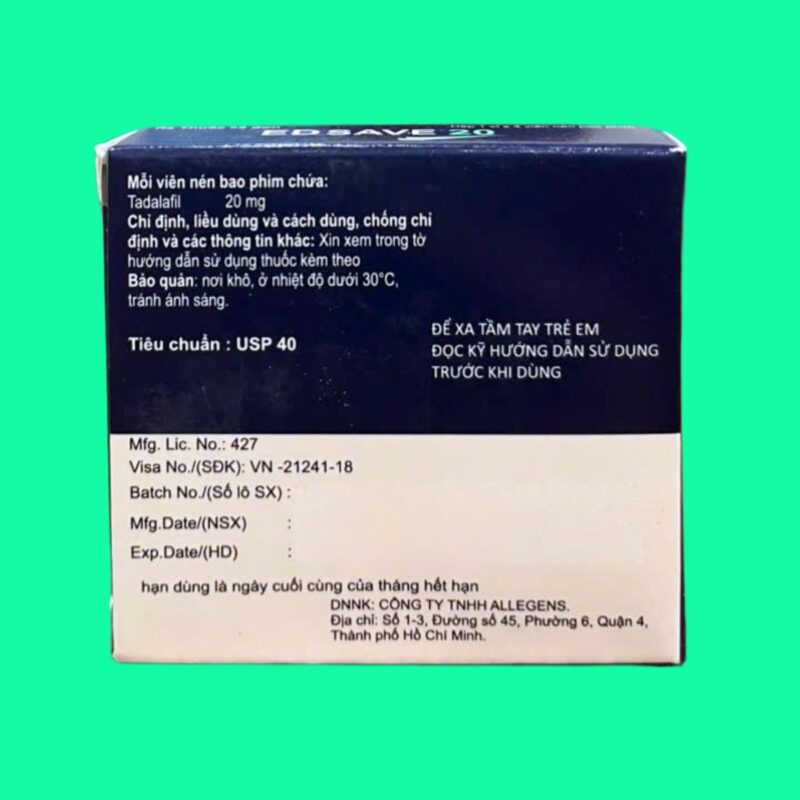 ED SAVE 20
Mỗi viên nén bao phim chứa:
Tadalafil 20 mg
Chỉ định, liều dùng và cách dùng, chống chỉ
định và các thông tin khác: Xin xem trong tờ
hướng dẫn sử dụng thuốc kèm theo
Bảo quản: nơi khô, ở nhiệt độ dưới 30°C,
tránh ánh sáng.
Tiêu chuẩn : USP 40
ĐỂ XA TẦM TAY TRẺ EM
ĐỌC KỸ HƯỚNG DẪN SỬ DỤNG
TRƯỚC KHI DÙNG
Mfg. Lic. No.: 427
Visa No./(SĐK): VN -21241-18
Batch No./(Số lô SX) :
Mfg.Date/(NSX) :
Exp.Date/(HD) :
hạn dùng là ngày cuối cùng của tháng hết hạn
DNNK: CÔNG TY TNHH ALLEGENS.
Địa chỉ: Số 1-3, Đường số 45, Phường 6, Quận 4,
Thành phố Hồ Chí Minh.